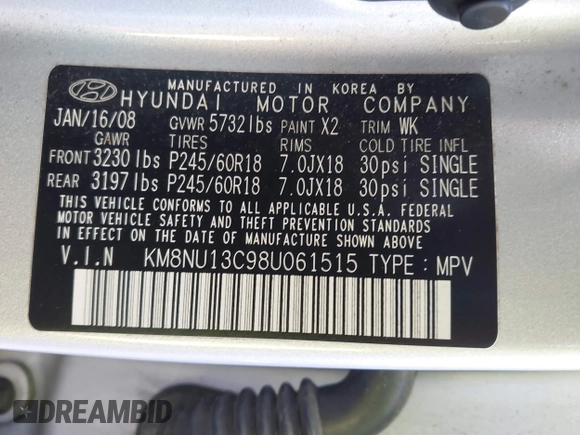 MANUFACTURED IN KOREA BY
HYUNDAI MOTOR COMPANY
JAN/16/08 GVWR 5732lbs PAINT X2 TRIM WK
GAWR TIRES RIMS COLD TIRE INFL
FRONT 3230lbs P245/60R18 7.0JX18 30psi SINGLE
REAR 3197lbs P245/60R18 7.0JX18 30psi SINGLE
THIS VEHICLE CONFORMS TO ALL APPLICABLE U.S.A. FEDERAL
MOTOR VEHICLE SAFETY AND THEFT PREVENTION STANDARDS
IN EFFECT ON THE DATE OF MANUFACTURE SHOWN ABOVE.
V.I.N KM8NU13C98U061515 TYPE : MPV
DREAMBID